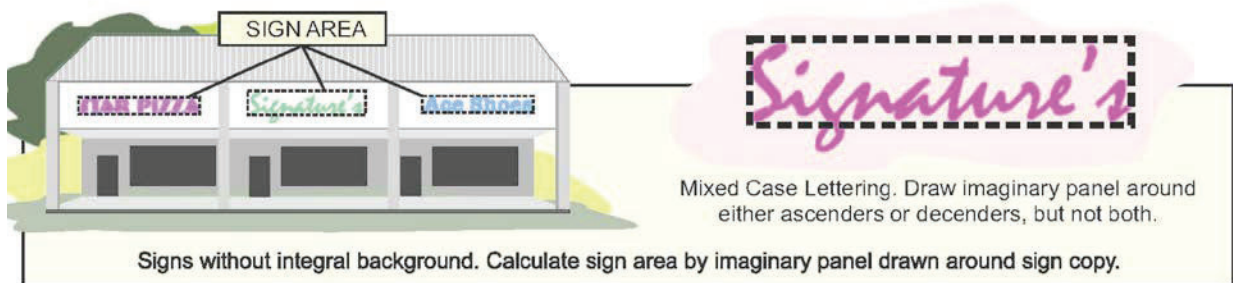 SIGN AREA
PIZZA
Signature's
Ace Shoes
Signature's
Mixed Case Lettering. Draw imaginary panel around
either ascenders or decenders, but not both.
Signs without integral background. Calculate sign area by imaginary panel drawn around sign copy.